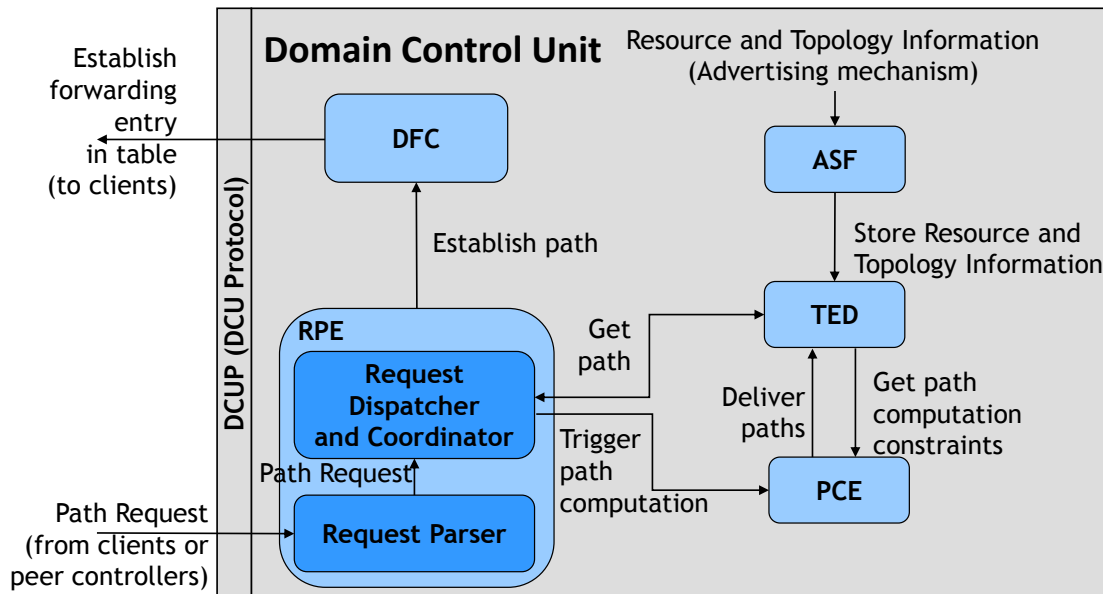 Domain Control Unit
Resource and Topology Information
(Advertising mechanism)
Establish
forwarding
entry
in table
(to clients)
DCUP (DCU Protocol)
DFC
ASF
Establish path
Store Resource and
Topology Information
RPE
Get
path
TED
Request
Dispatcher
and Coordinator
Deliver
paths
Get path
computation
constraints
Trigger
path
computation
Path Request
PCE
Request Parser
Path Request
(from clients or
peer controllers)